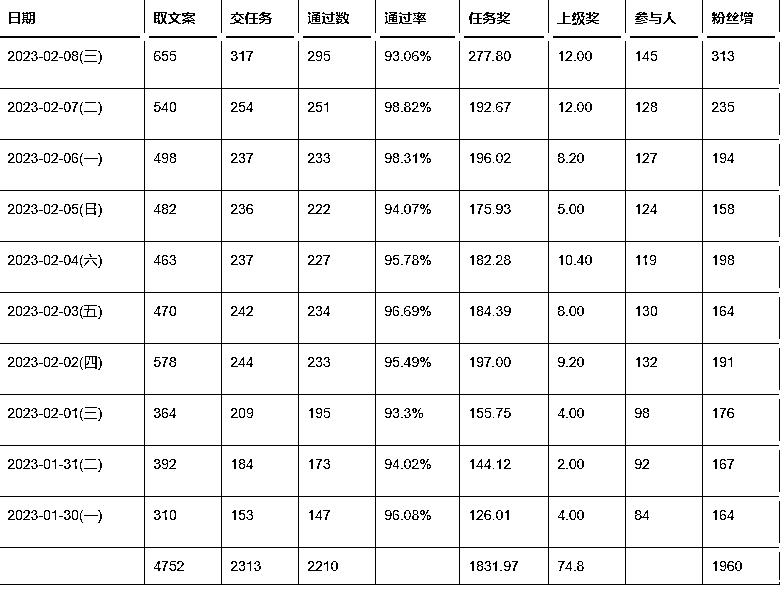 日期 取文案 交任务 通过数 通过率 任务奖 上级奖 参与人 粉丝增
2023-02-08(三) 655 317 295 93.06% 277.80 12.00 145 313
2023-02-07(二) 540 254 251 98.82% 192.67 12.00 128 235
2023-02-06(一) 498 237 233 98.31% 196.02 8.20 127 194
2023-02-05(日) 482 236 222 94.07% 175.93 5.00 124 158
2023-02-04(六) 463 237 227 95.78% 182.28 10.40 119 198
2023-02-03(五) 470 242 234 96.69% 184.39 8.00 130 164
2023-02-02(四) 578 244 233 95.49% 197.00 9.20 132 191
2023-02-01(三) 364 209 195 93.3% 155.75 4.00 98 176
2023-01-31(二) 392 184 173 94.02% 144.12 2.00 92 167
2023-01-30(一) 310 153 147 96.08% 126.01 4.00 84 164
4752 2313 2210 1831.97 74.8 1960